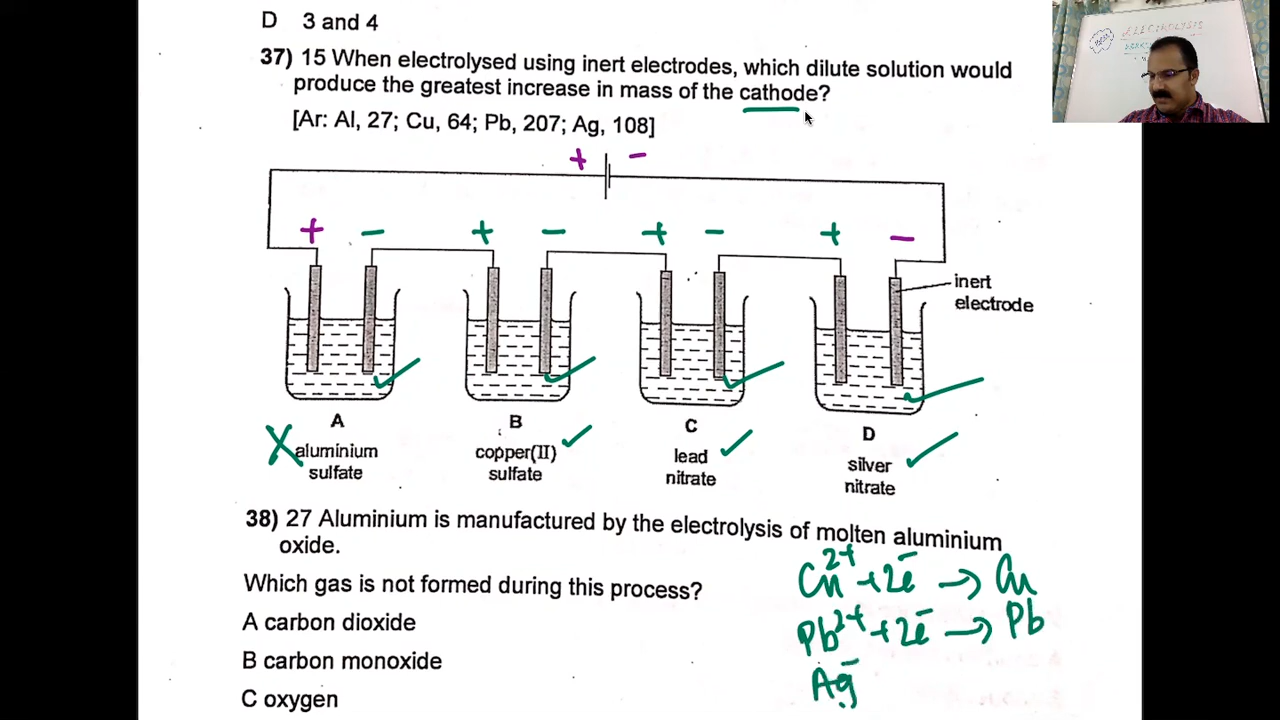 D 3 and 4
37) 15 When electrolysed using inert electrodes, which dilute solution would
produce the greatest increase in mass of the cathode?
[Ar: Al, 27; Cu, 64; Pb, 207; Ag, 108]
+ −
+ − + − + − + −
inert
electrode
A B C D
aluminium
sulfate
copper(II)
sulfate
lead
nitrate
silver
nitrate
38) 27 Aluminium is manufactured by the electrolysis of molten aluminium
oxide.
Which gas is not formed during this process?
A carbon dioxide
B carbon monoxide
C oxygen
Cu²⁺ + 2e⁻ → Cu
Pb²⁺ + 2e⁻ → Pb
Ag⁻
ELECTROLYSIS